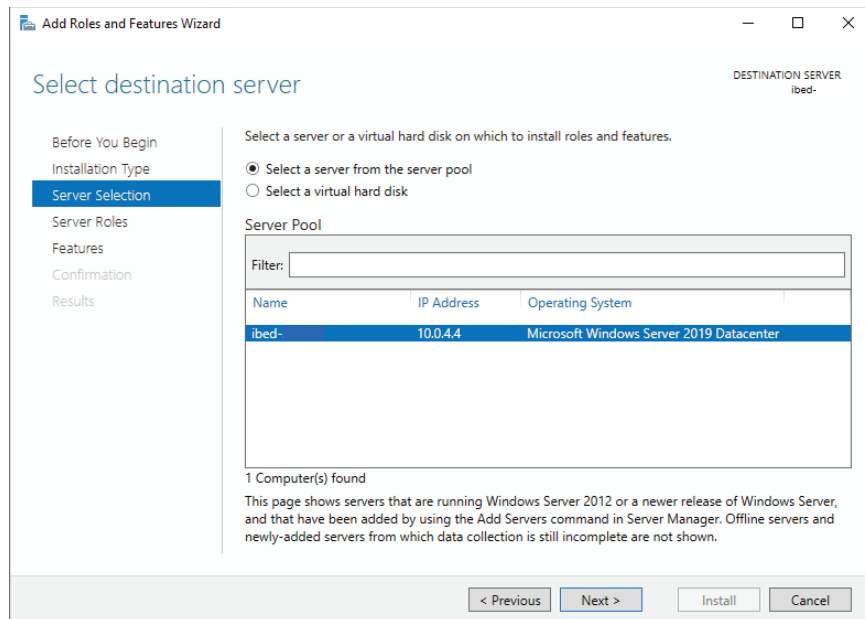 Add Roles and Features Wizard
Select destination server
DESTINATION SERVER
ibed-
Before You Begin
Installation Type
Server Selection
Server Roles
Features
Confirmation
Results
Select a server or a virtual hard disk on which to install roles and features.
Select a server from the server pool
Select a virtual hard disk
Server Pool
Filter:
Name IP Address Operating System
ibed- 10.0.4.4 Microsoft Windows Server 2019 Datacenter
1 Computer(s) found
This page shows servers that are running Windows Server 2012 or a newer release of Windows Server,
and that have been added by using the Add Servers command in Server Manager. Offline servers and
newly-added servers from which data collection is still incomplete are not shown.
< Previous Next > Install Cancel